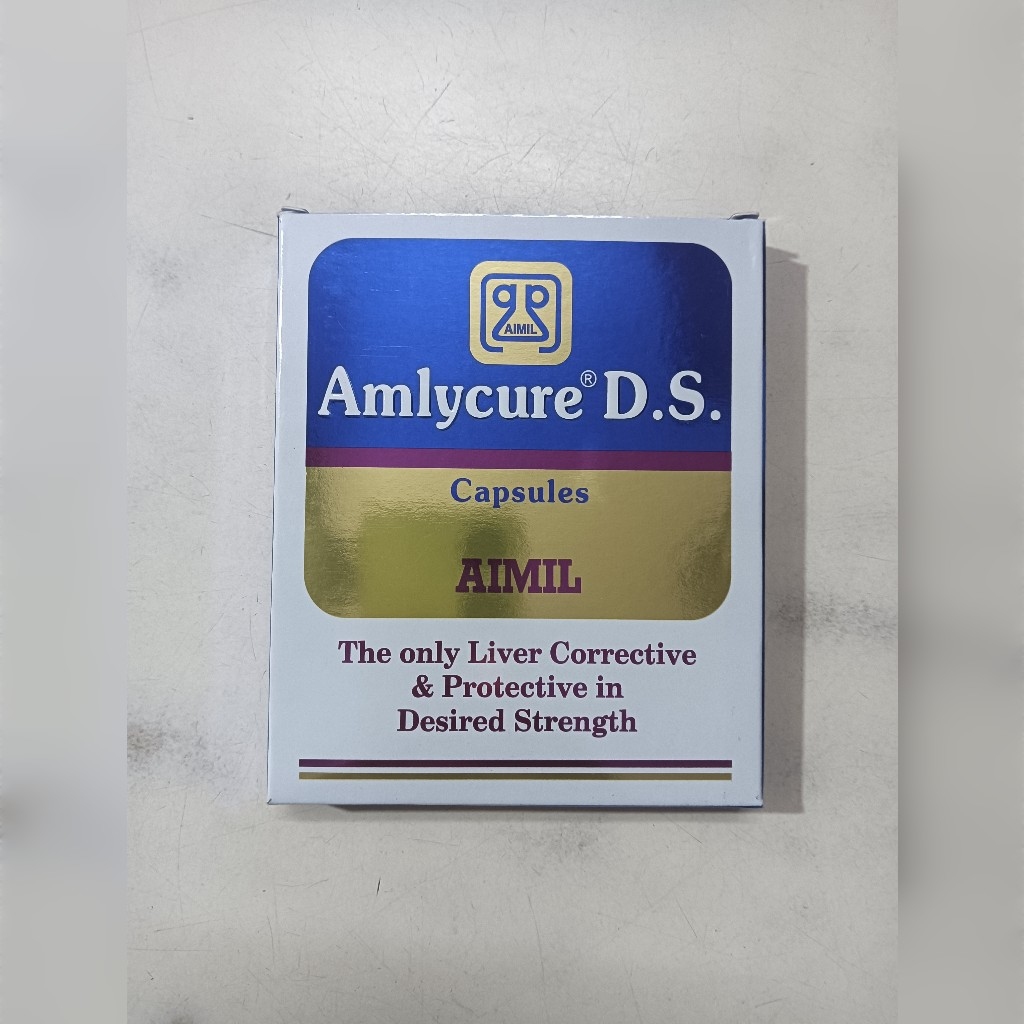 AIMIL
Amlycure® D.S.
Capsules
AIMIL
The only Liver Corrective
& Protective in
Desired Strength